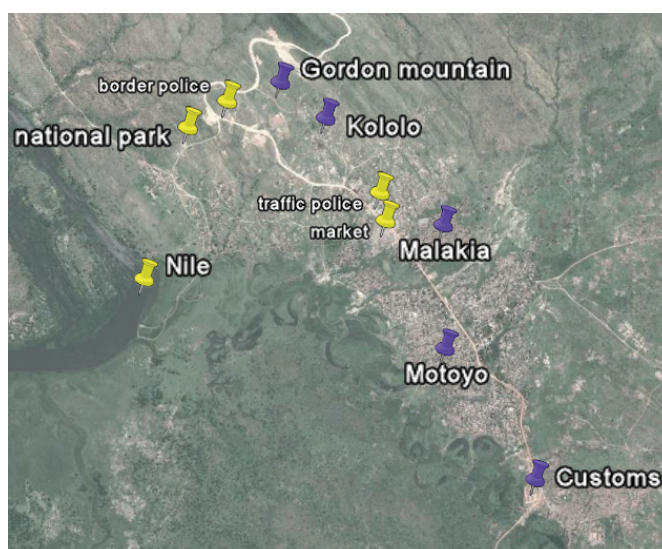 Gordon mountain
border police
Kololo
national park
traffic police
market
Malakia
Nile
Motoyo
Customs